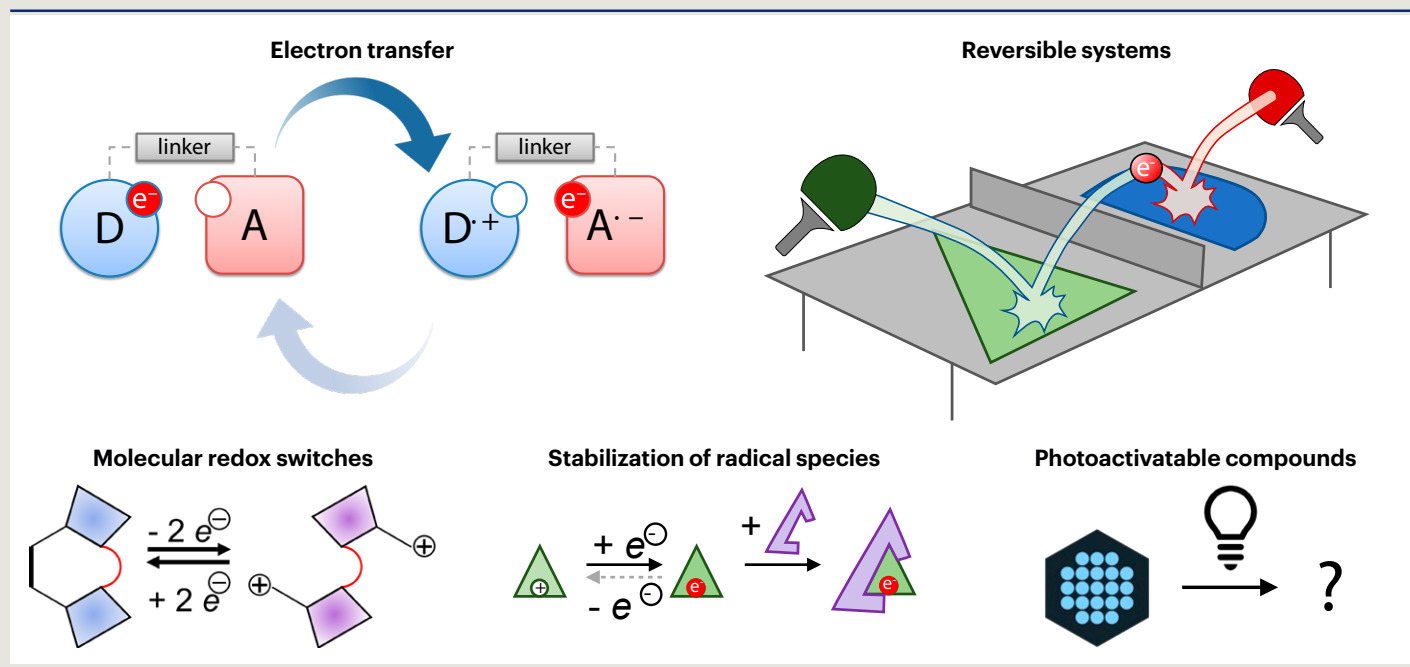 Electron transfer
Reversible systems
linker
linker
D
e⁻
A
D·+
e⁻
A·−
e⁻
Molecular redox switches
Stabilization of radical species
Photoactivatable compounds
- 2 e⊖
+ 2 e⊖
⊕
⊕
+ e⊖
- e⊖
+
e⁻
+
e⁻
?